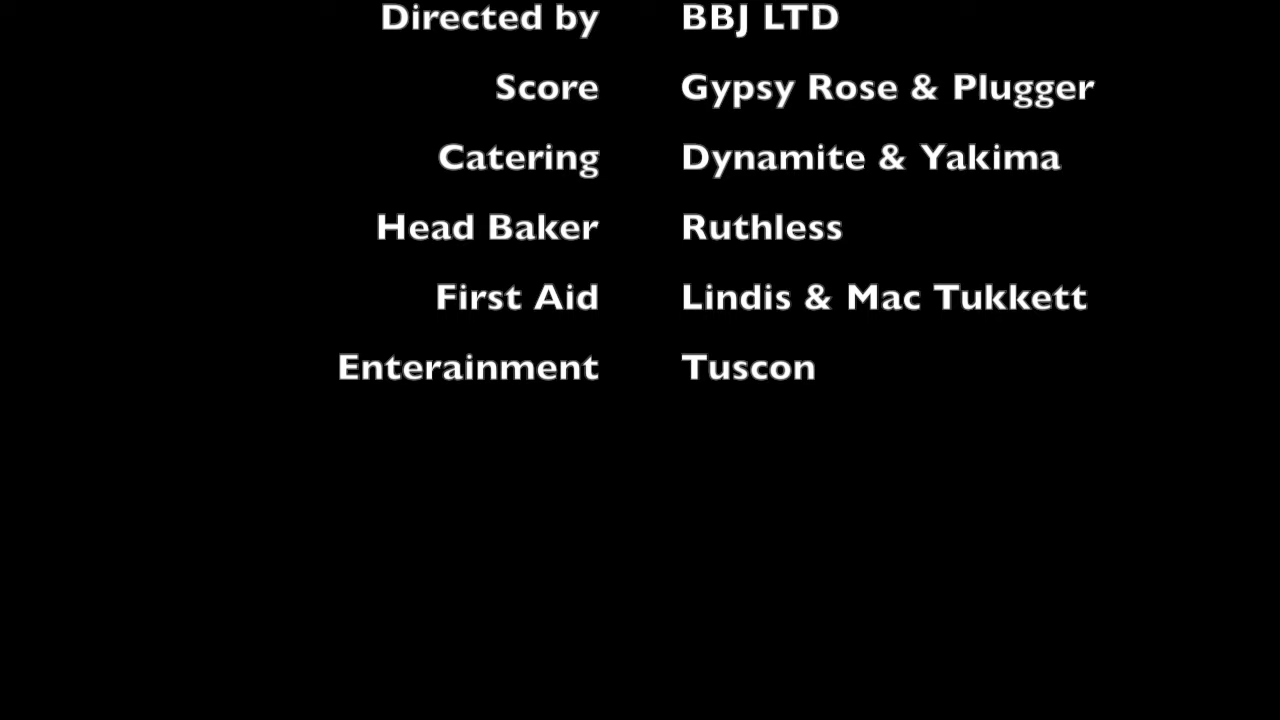 Directed by BBJ LTD
Score Gypsy Rose & Plugger
Catering Dynamite & Yakima
Head Baker Ruthless
First Aid Lindis & Mac Tukkett
Enterainment Tuscon